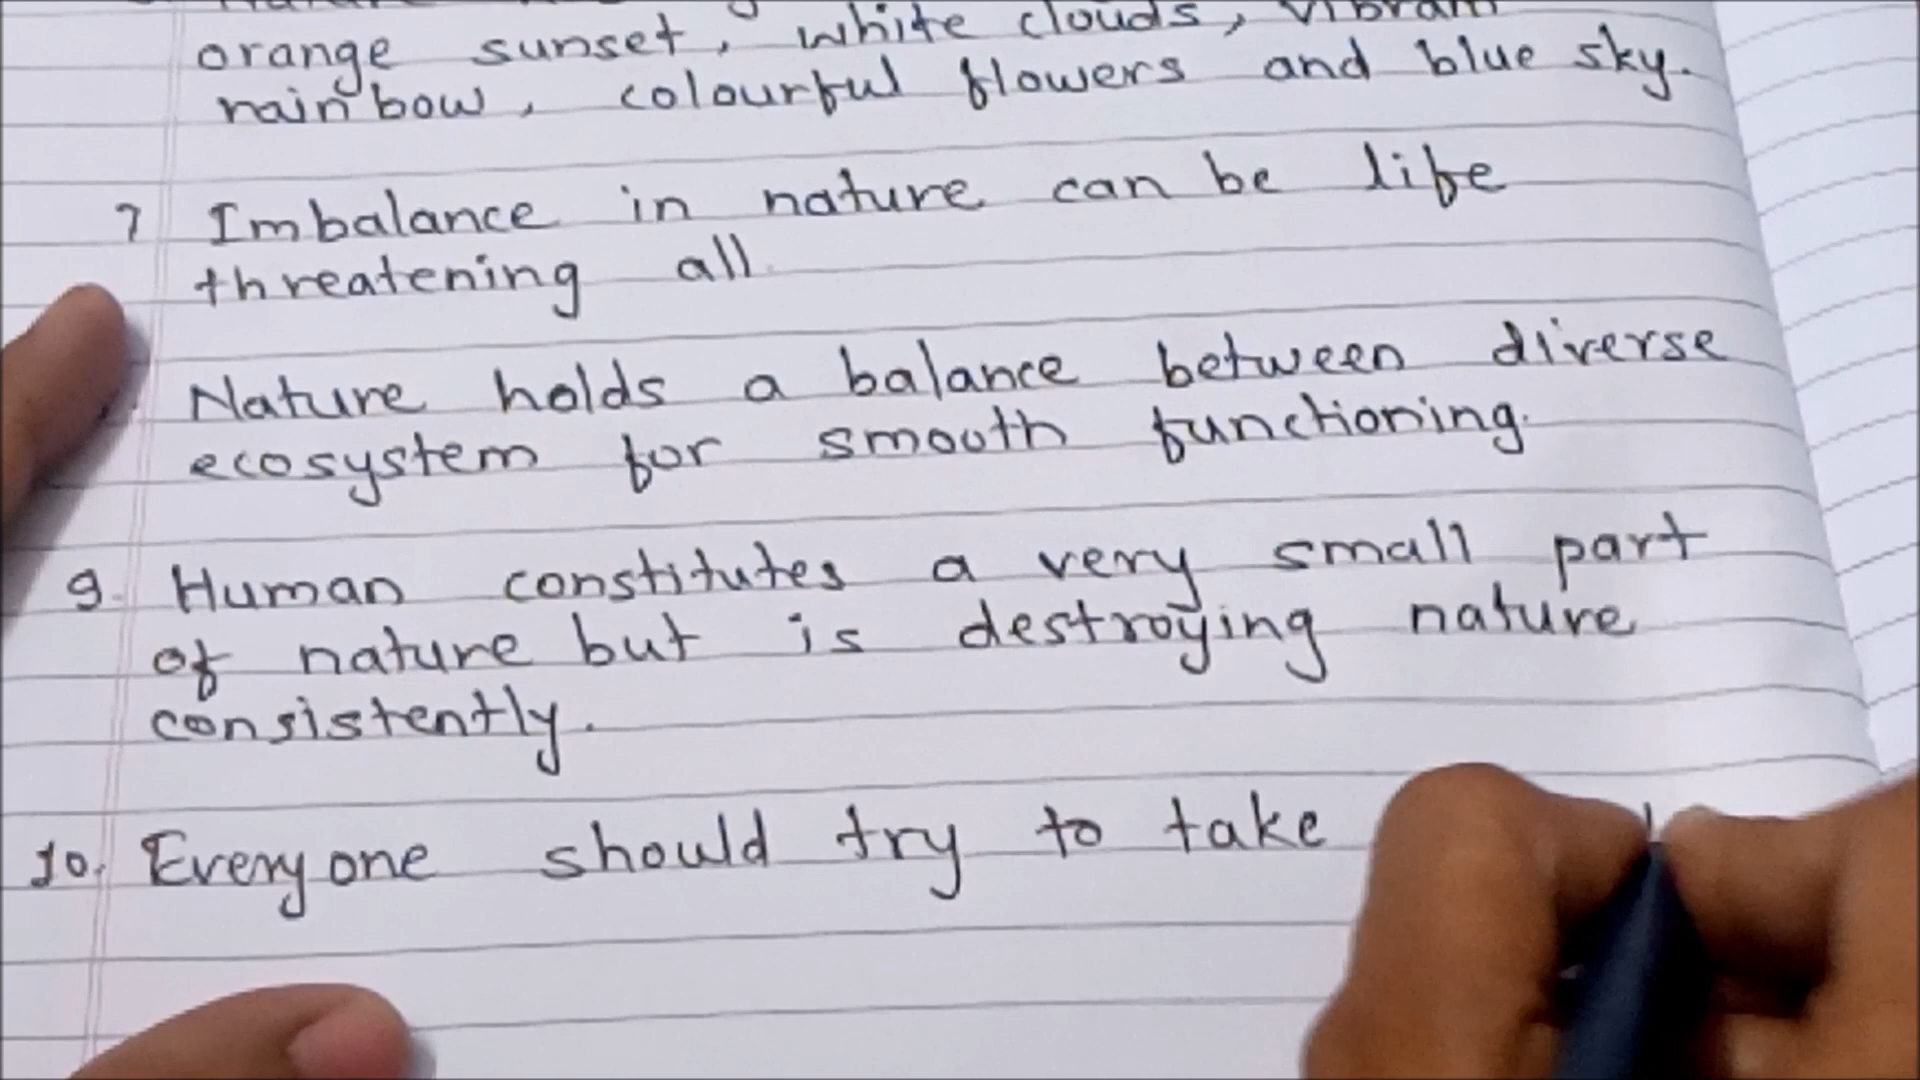 orange sunset, white clouds,
rainbow, colourful flowers and blue sky.
7 Imbalance in nature can be life
threatening all
Nature holds a balance between diverse
ecosystem for smooth functioning.
9. Human constitutes a very small part
of nature but is destroying nature
consistently.
10. Everyone should try to take